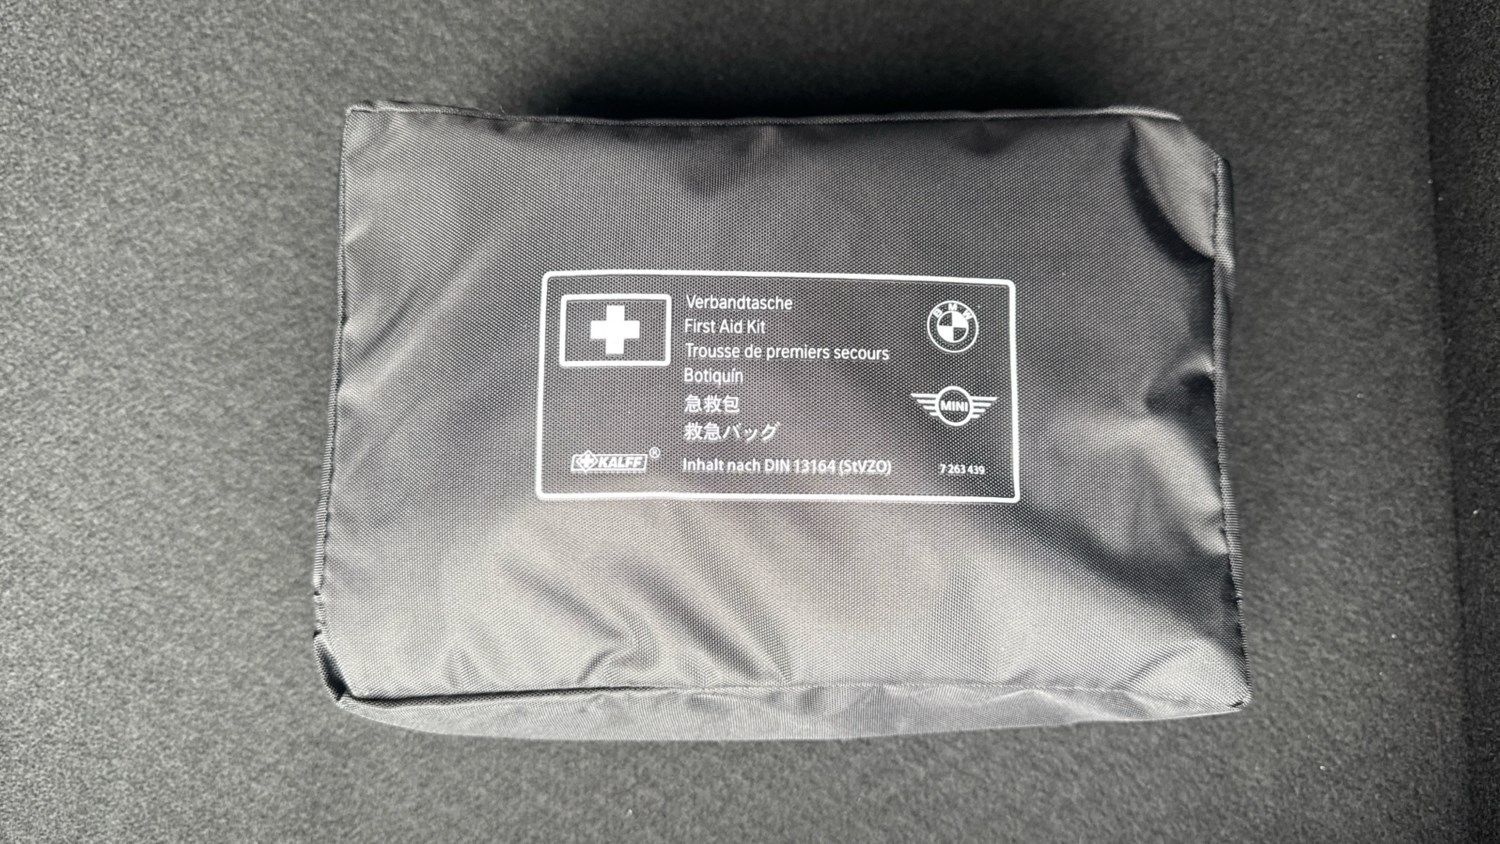 Verbandtasche
First Aid Kit
Trousse de premiers secours
Botiquín
急救包
救急バッグ
KALFF®
Inhalt nach DIN 13164 (StVZO)
BMW
MINI
7 263 439